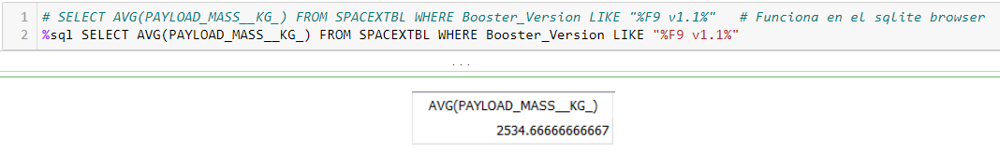 1 # SELECT AVG(PAYLOAD_MASS__KG_) FROM SPACEXTBL WHERE Booster_Version LIKE "%F9 v1.1%" # Funciona en el sqlite browser
2 %sql SELECT AVG(PAYLOAD_MASS__KG_) FROM SPACEXTBL WHERE Booster_Version LIKE "%F9 v1.1%"
...
AVG(PAYLOAD_MASS__KG_)
2534.66666666667